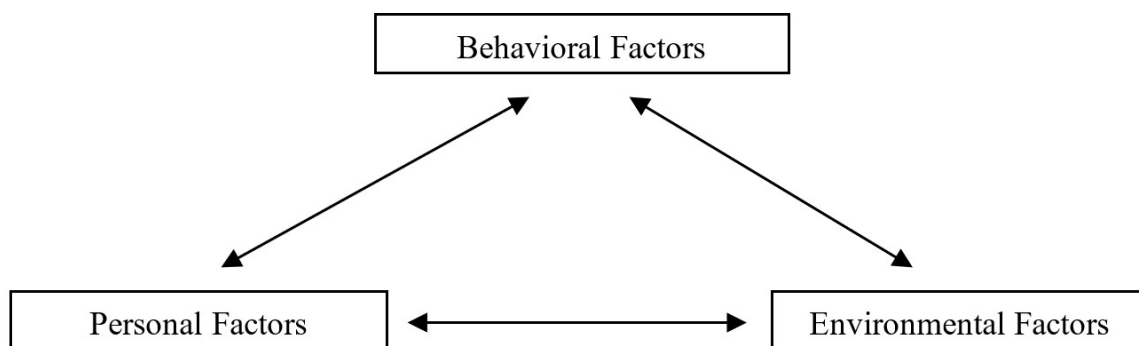 Behavioral Factors
Personal Factors
Environmental Factors